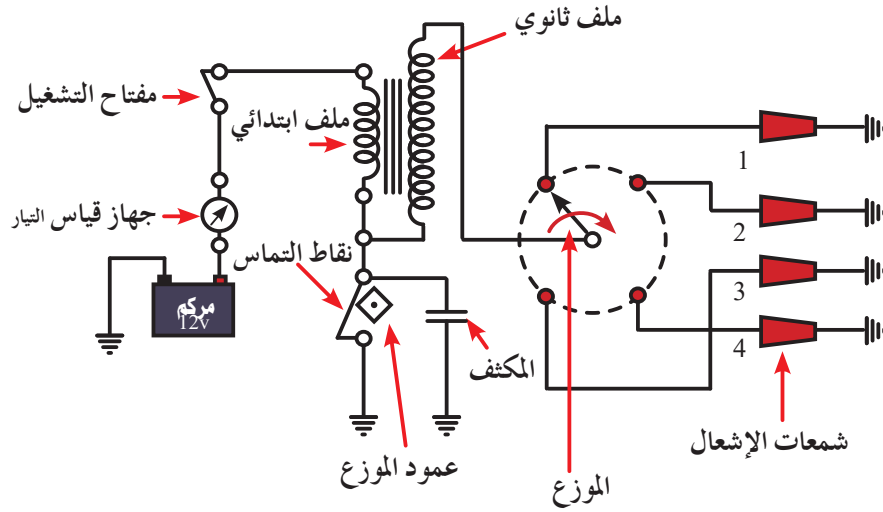 ملف ثانوي
مفتاح التشغيل
ملف ابتدائي
جهاز قياس التيار
نقاط التماس
مركم
12v
المكثف
عمود الموزع
الموزع
شمعات الإشعال
1
2
3
4